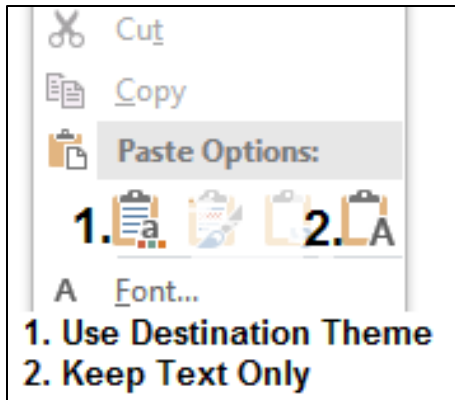 Cut
Copy
Paste Options:
1. a 2. A
A Font...
1. Use Destination Theme
2. Keep Text Only